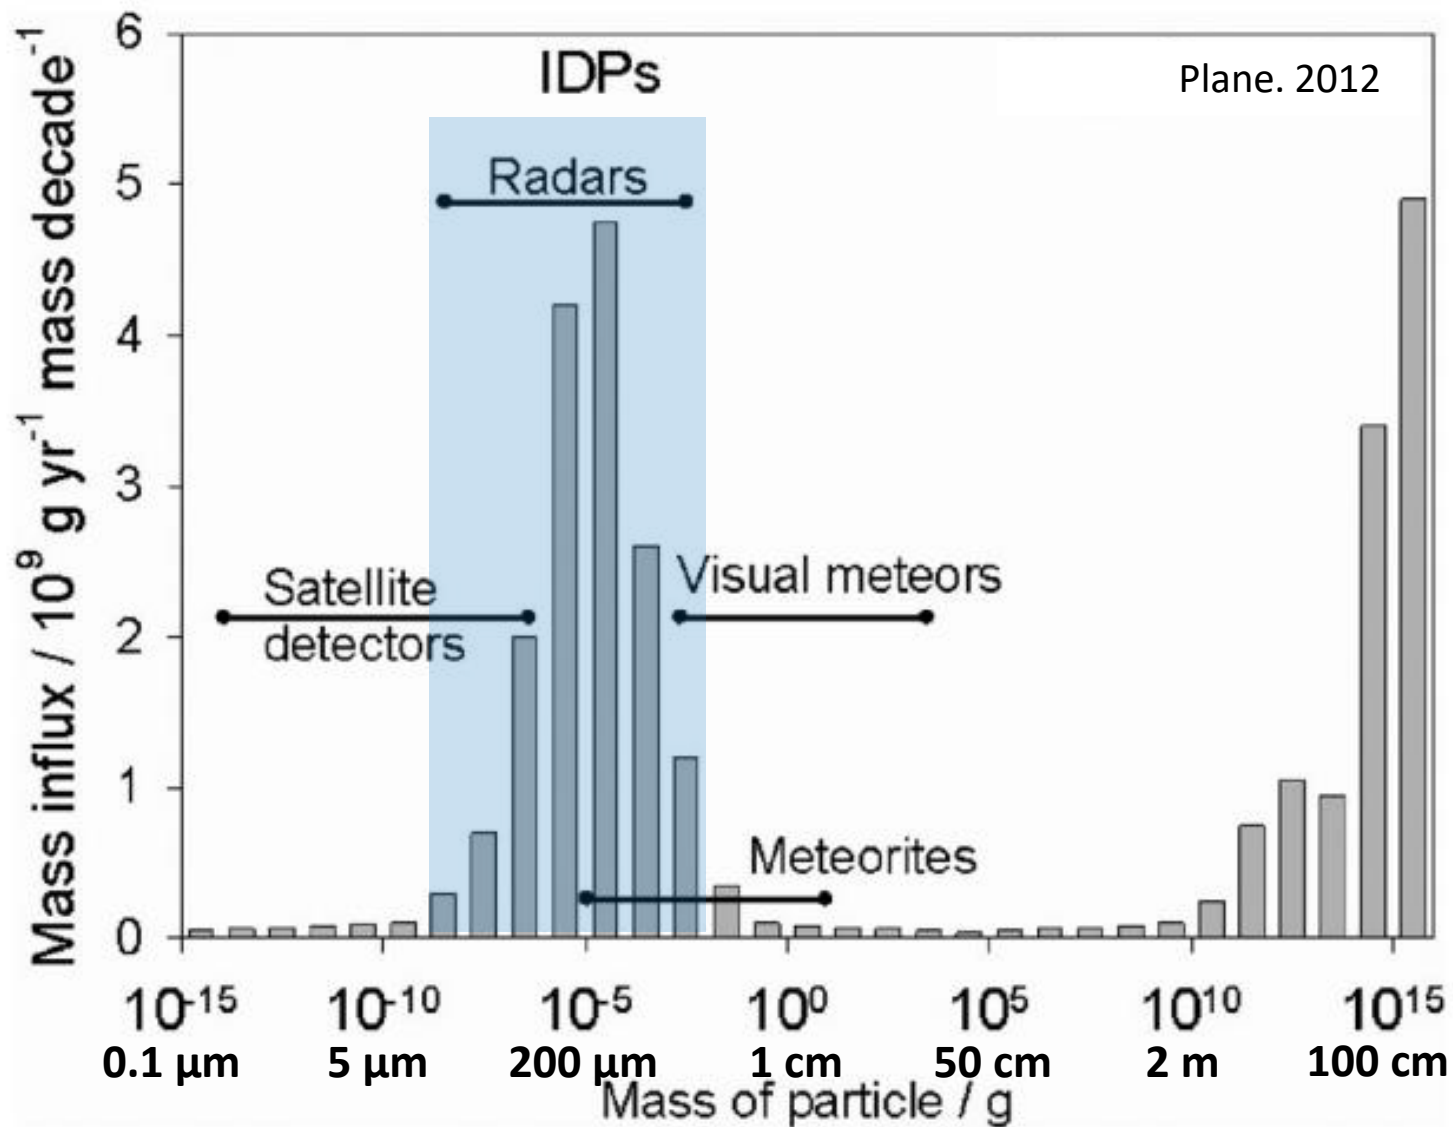 Mass influx / 10⁹ g yr⁻¹ mass decade⁻¹
6
5
4
3
2
1
0
IDPs
Plane. 2012
Radars
Satellite
detectors
Visual meteors
Meteorites
10⁻¹⁵ 10⁻¹⁰ 10⁻⁵ 10⁰ 10⁵ 10¹⁰ 10¹⁵
0.1 µm 5 µm 200 µm 1 cm 50 cm 2 m 100 cm
Mass of particle / g